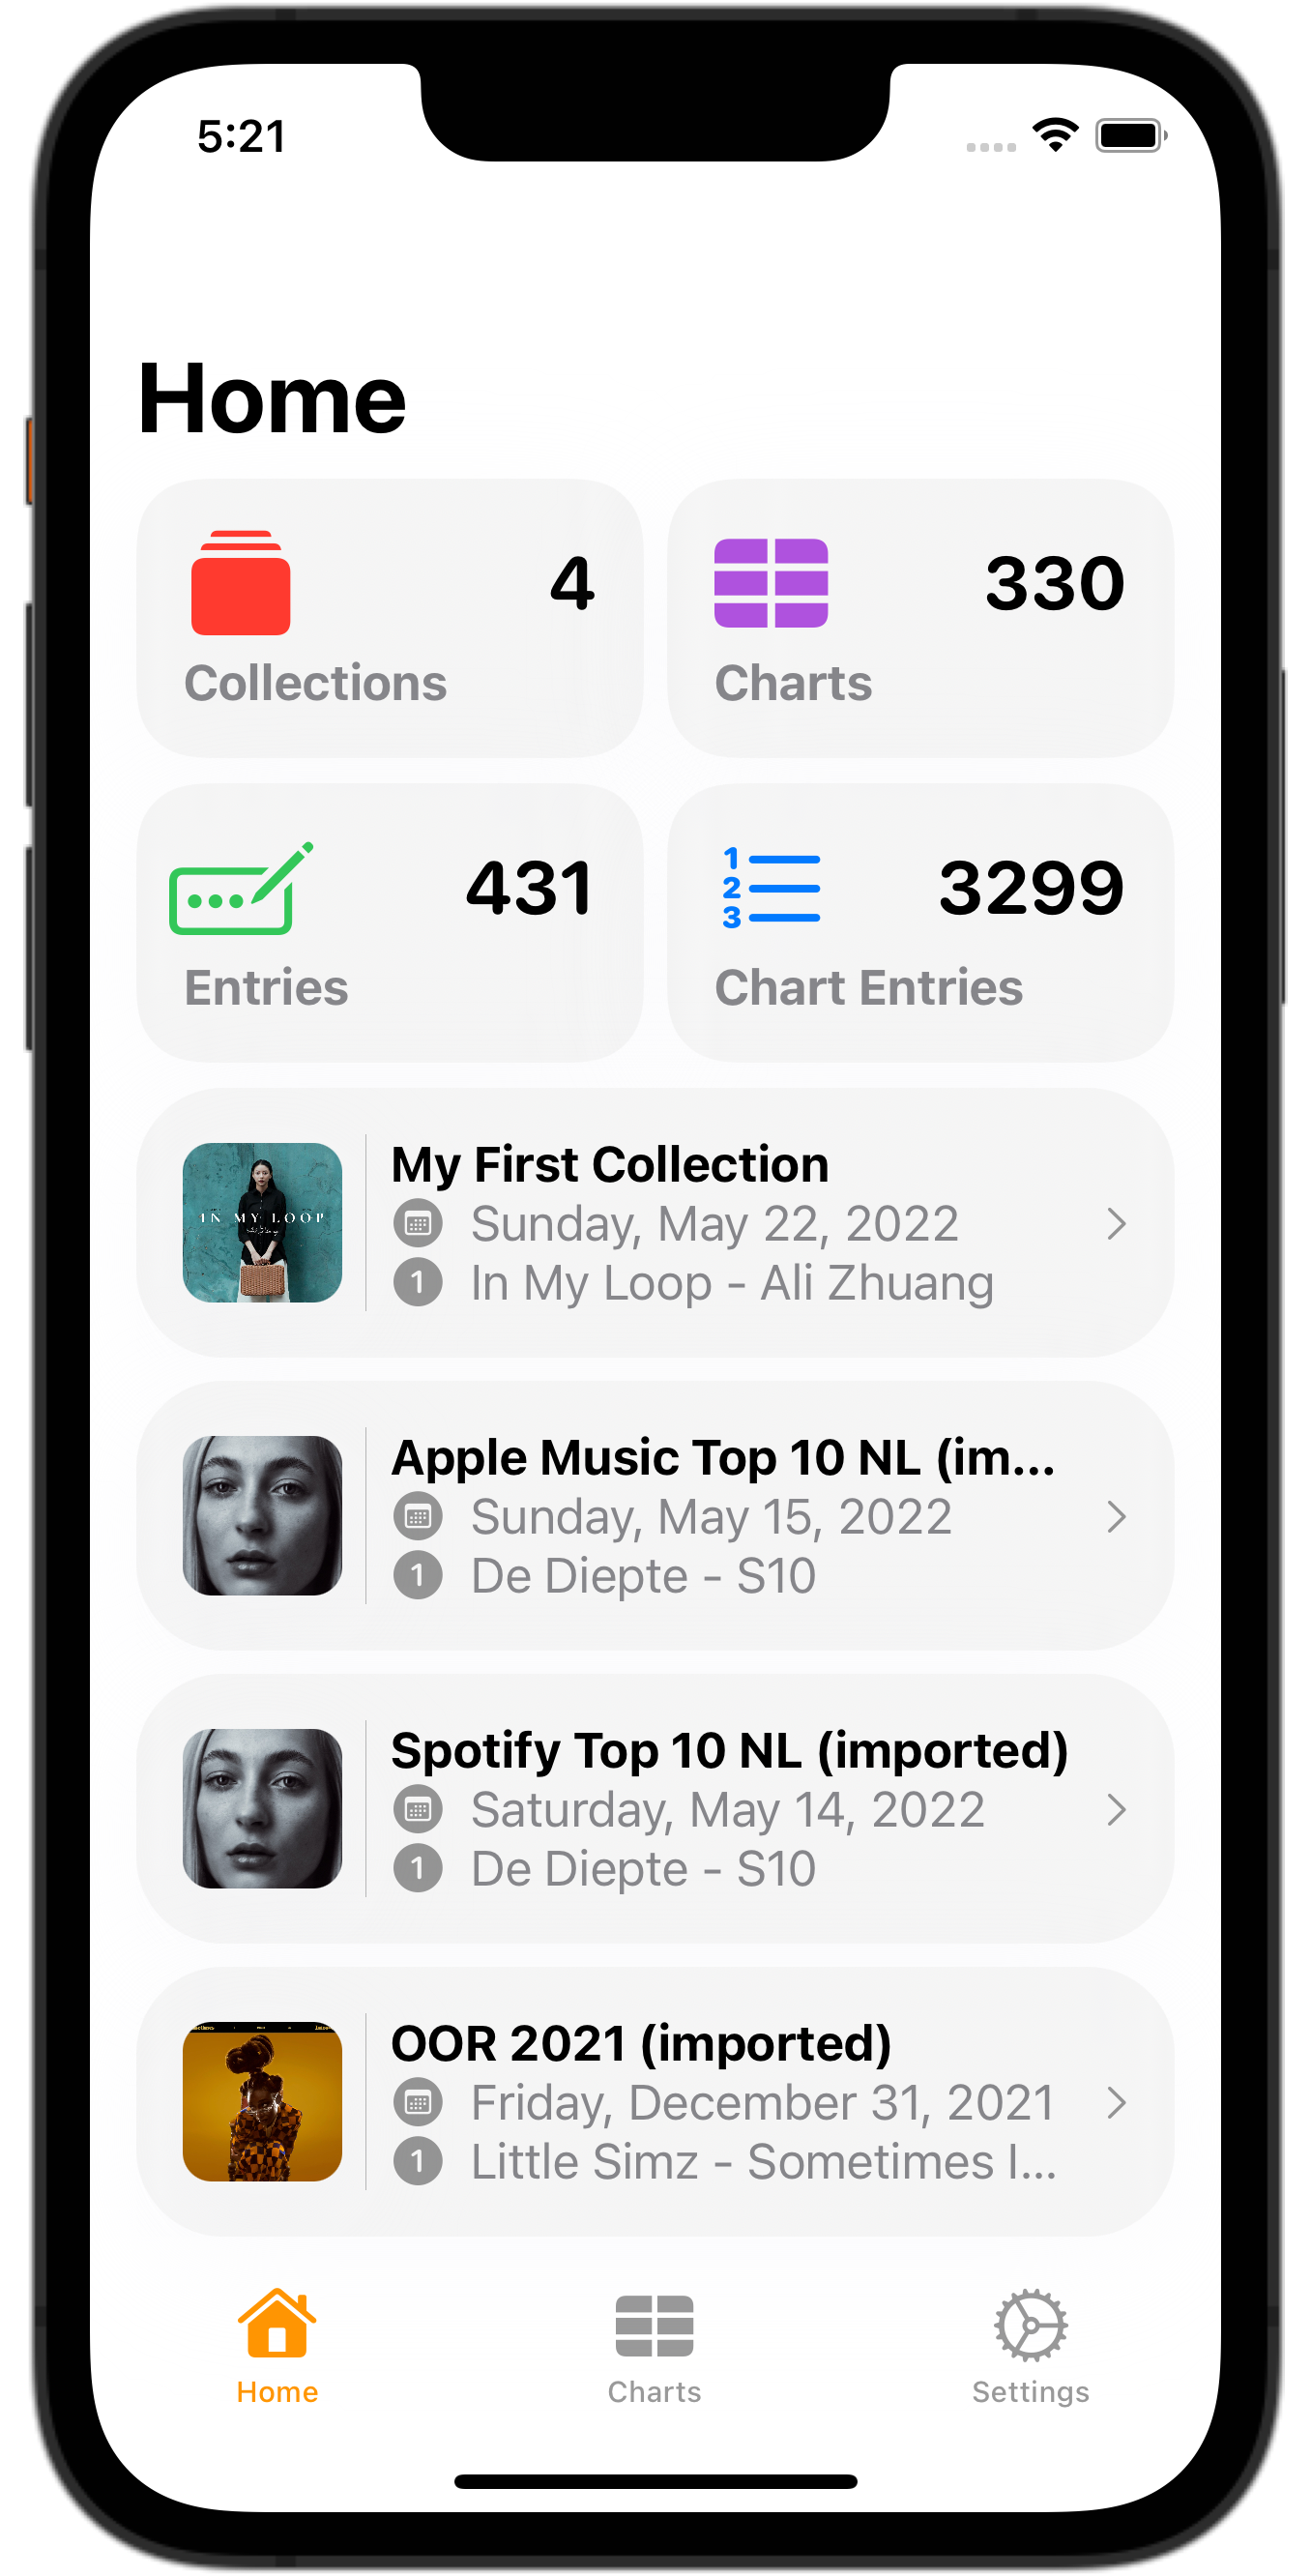 5:21
Home
4
Collections
330
Charts
431
Entries
1
2
3
3299
Chart Entries
IN MY LOOP
My First Collection
Sunday, May 22, 2022
1 In My Loop - Ali Zhuang
Apple Music Top 10 NL (im...
Sunday, May 15, 2022
1 De Diepte - S10
Spotify Top 10 NL (imported)
Saturday, May 14, 2022
1 De Diepte - S10
OOR 2021 (imported)
Friday, December 31, 2021
1 Little Simz - Sometimes I...
Home
Charts
Settings